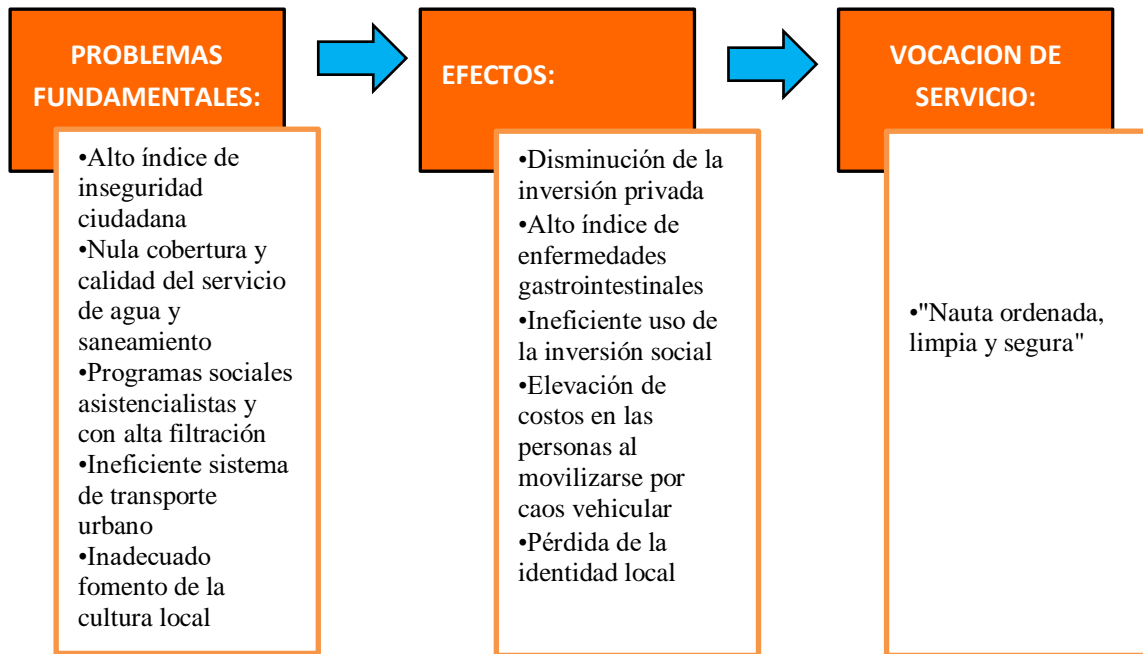 PROBLEMAS
FUNDAMENTALES:
•Alto índice de
inseguridad
ciudadana
•Nula cobertura y
calidad del servicio
de agua y
saneamiento
•Programas sociales
asistencialistas y
con alta filtración
•Ineficiente sistema
de transporte
urbano
•Inadecuado
fomento de la
cultura local
EFECTOS:
•Disminución de la
inversión privada
•Alto índice de
enfermedades
gastrointestinales
•Ineficiente uso de
la inversión social
•Elevación de
costos en las
personas al
movilizarse por
caos vehicular
•Pérdida de la
identidad local
VOCACION DE
SERVICIO:
•"Nauta ordenada,
limpia y segura"